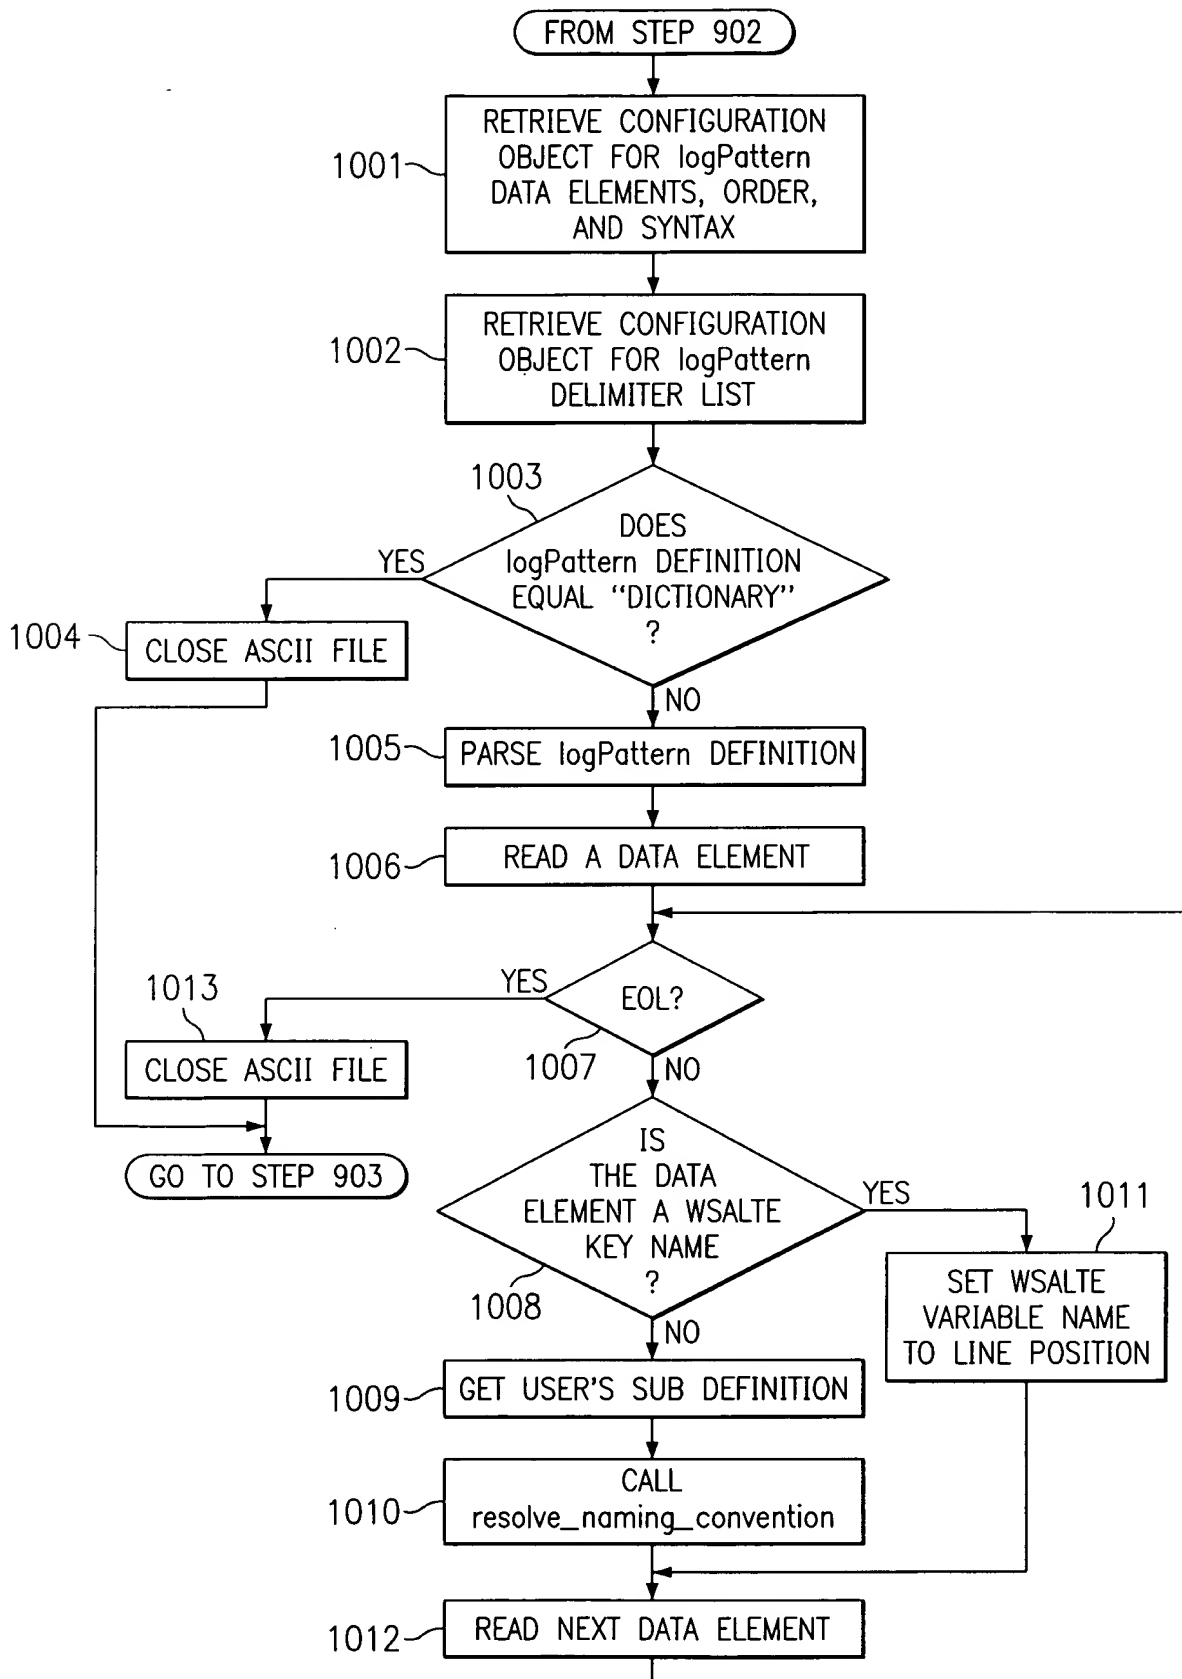 FROM STEP 902
1001
RETRIEVE CONFIGURATION
OBJECT FOR logPattern
DATA ELEMENTS, ORDER,
AND SYNTAX
1002
RETRIEVE CONFIGURATION
OBJECT FOR logPattern
DELIMITER LIST
1003
DOES
logPattern DEFINITION
EQUAL "DICTIONARY"
?
YES
1004
CLOSE ASCII FILE
NO
1005
PARSE logPattern DEFINITION
1006
READ A DATA ELEMENT
YES
EOL?
1007
1013
CLOSE ASCII FILE
NO
GO TO STEP 903
IS
THE DATA
ELEMENT A WSALTE
KEY NAME
?
1008
YES
1011
SET WSALTE
VARIABLE NAME
TO LINE POSITION
NO
1009
GET USER'S SUB DEFINITION
1010
CALL
resolve_naming_convention
1012
READ NEXT DATA ELEMENT